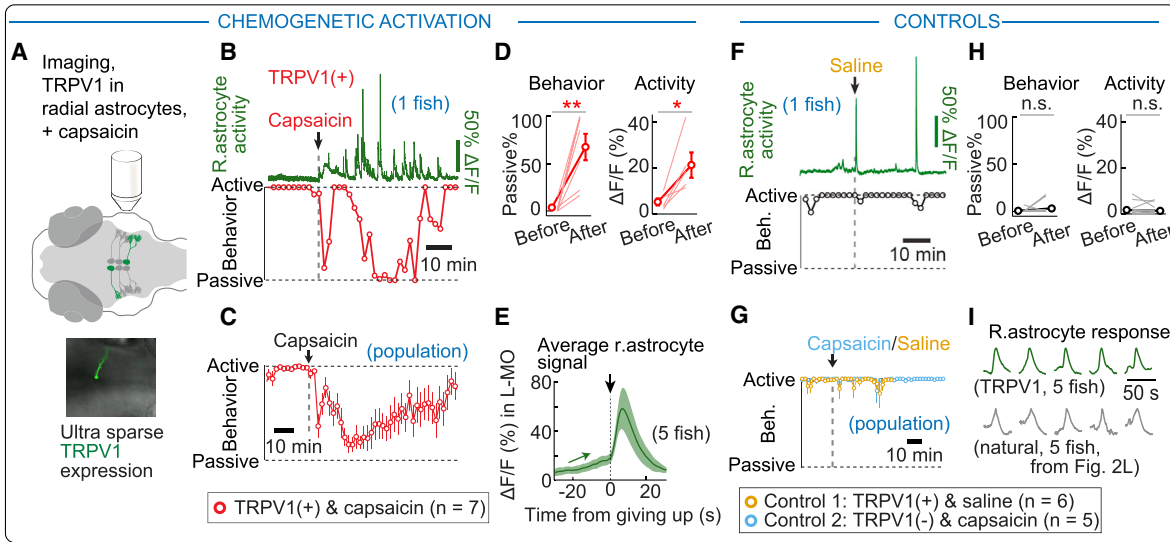 CHEMOGENETIC ACTIVATION
CONTROLS
A
Imaging,
TRPV1 in
radial astrocytes,
+ capsaicin
Ultra sparse
TRPV1
expression
B
TRPV1(+)
(1 fish)
Capsaicin
R.astrocyte
activity
50% ΔF/F
Active
Behavior
Passive
10 min
C
Capsaicin
(population)
Active
Behavior
Passive
10 min
TRPV1(+) & capsaicin (n = 7)
D
Behavior
**
Passive%
100
50
0
Before
After
Activity
*
ΔF/F (%)
40
20
0
Before
After
E
Average r.astrocyte
signal
ΔF/F (%) in L-MO
80
40
0
(5 fish)
-30
0
30
Time from giving up (s)
F
Saline
(1 fish)
R.astrocyte
activity
50% ΔF/F
Active
Beh.
Passive
10 min
G
Capsaicin/Saline
Active
Beh.
Passive
(population)
10 min
Control 1: TRPV1(+) & saline (n = 6)
Control 2: TRPV1(-) & capsaicin (n = 5)
H
Behavior
n.s.
Passive%
100
50
0
Before
After
Activity
n.s.
ΔF/F (%)
40
20
0
Before
After
I
R.astrocyte response
(TRPV1, 5 fish)
50 s
(natural, 5 fish,
from Fig. 2L)